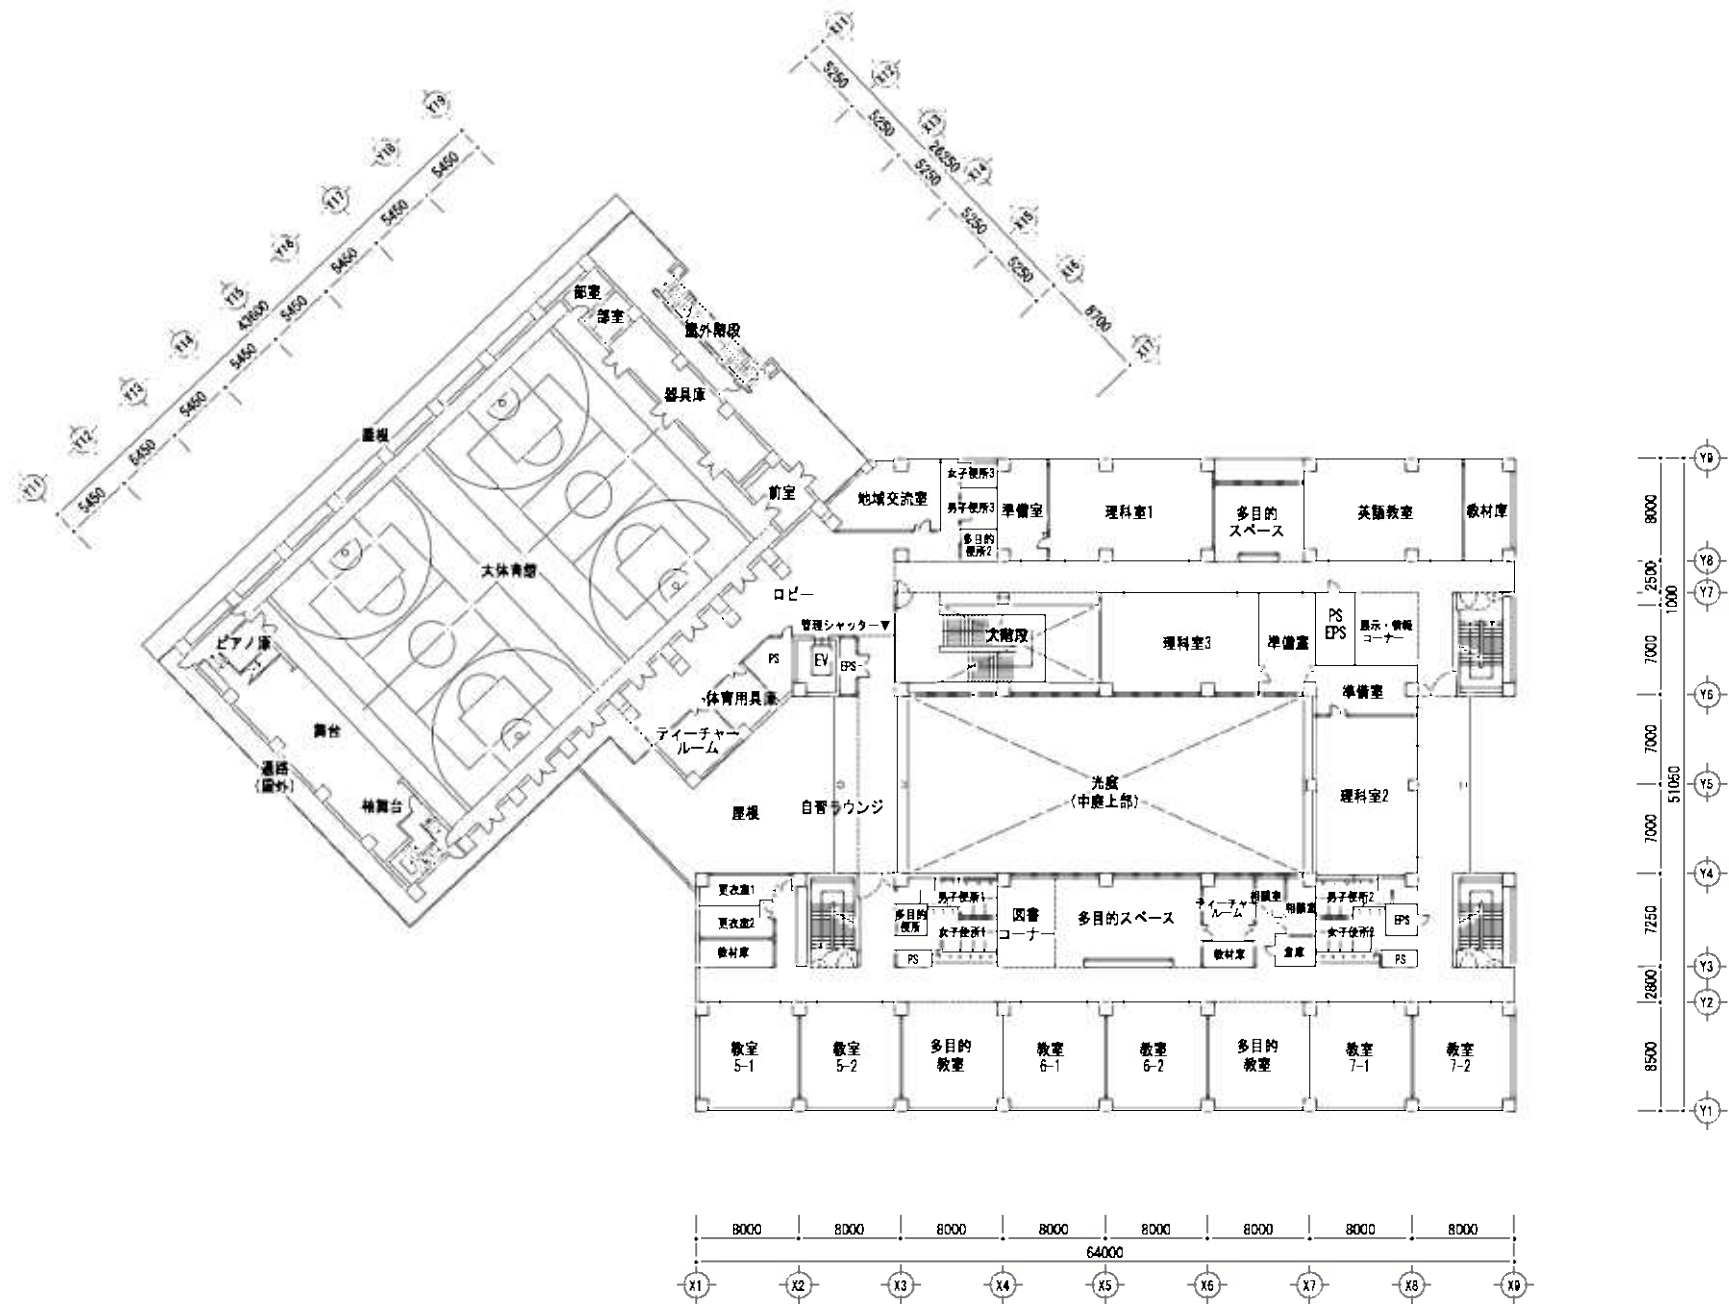 X11
5250
X12
5250
X13
26250
5250
X14
5250
X15
5250
X16
8700
X17
Y19
5450
Y18
5450
Y17
5450
Y16
5450
Y15
43600
5450
Y14
5450
Y13
5450
Y12
5450
Y11
部室
部室
屋外階段
器具庫
屋根
前室
大体育館
ピアノ庫
舞台
通路
(屋外)
袖舞台
地域交流室
女子便所3
男子便所3
多目的
便所2
準備室
理科室1
多目的
スペース
英語教室
教材庫
ロビー
管理シャッター▼
大階段
理科室3
準備室
PS
EPS
展示・情報
コーナー
PS
EV
EPS
体育用具庫
ティーチャー
ルーム
準備室
屋根
自習ラウンジ
光庭
(中庭上部)
理科室2
更衣室1
更衣室2
教材庫
男子便所1
多目的
便所
女子便所1
PS
図書
コーナー
多目的スペース
ティーチャー
ルーム
相談室
相談室
教材庫
倉庫
男子便所2
女子便所2
EPS
PS
教室
5-1
教室
5-2
多目的
教室
教室
6-1
教室
6-2
多目的
教室
教室
7-1
教室
7-2
Y9
8000
Y8
2500
Y7
1000
7000
Y6
7000
Y5
51050
7000
Y4
7250
Y3
2800
Y2
8500
Y1
8000
8000
8000
8000
8000
8000
8000
8000
64000
X1
X2
X3
X4
X5
X6
X7
X8
X9